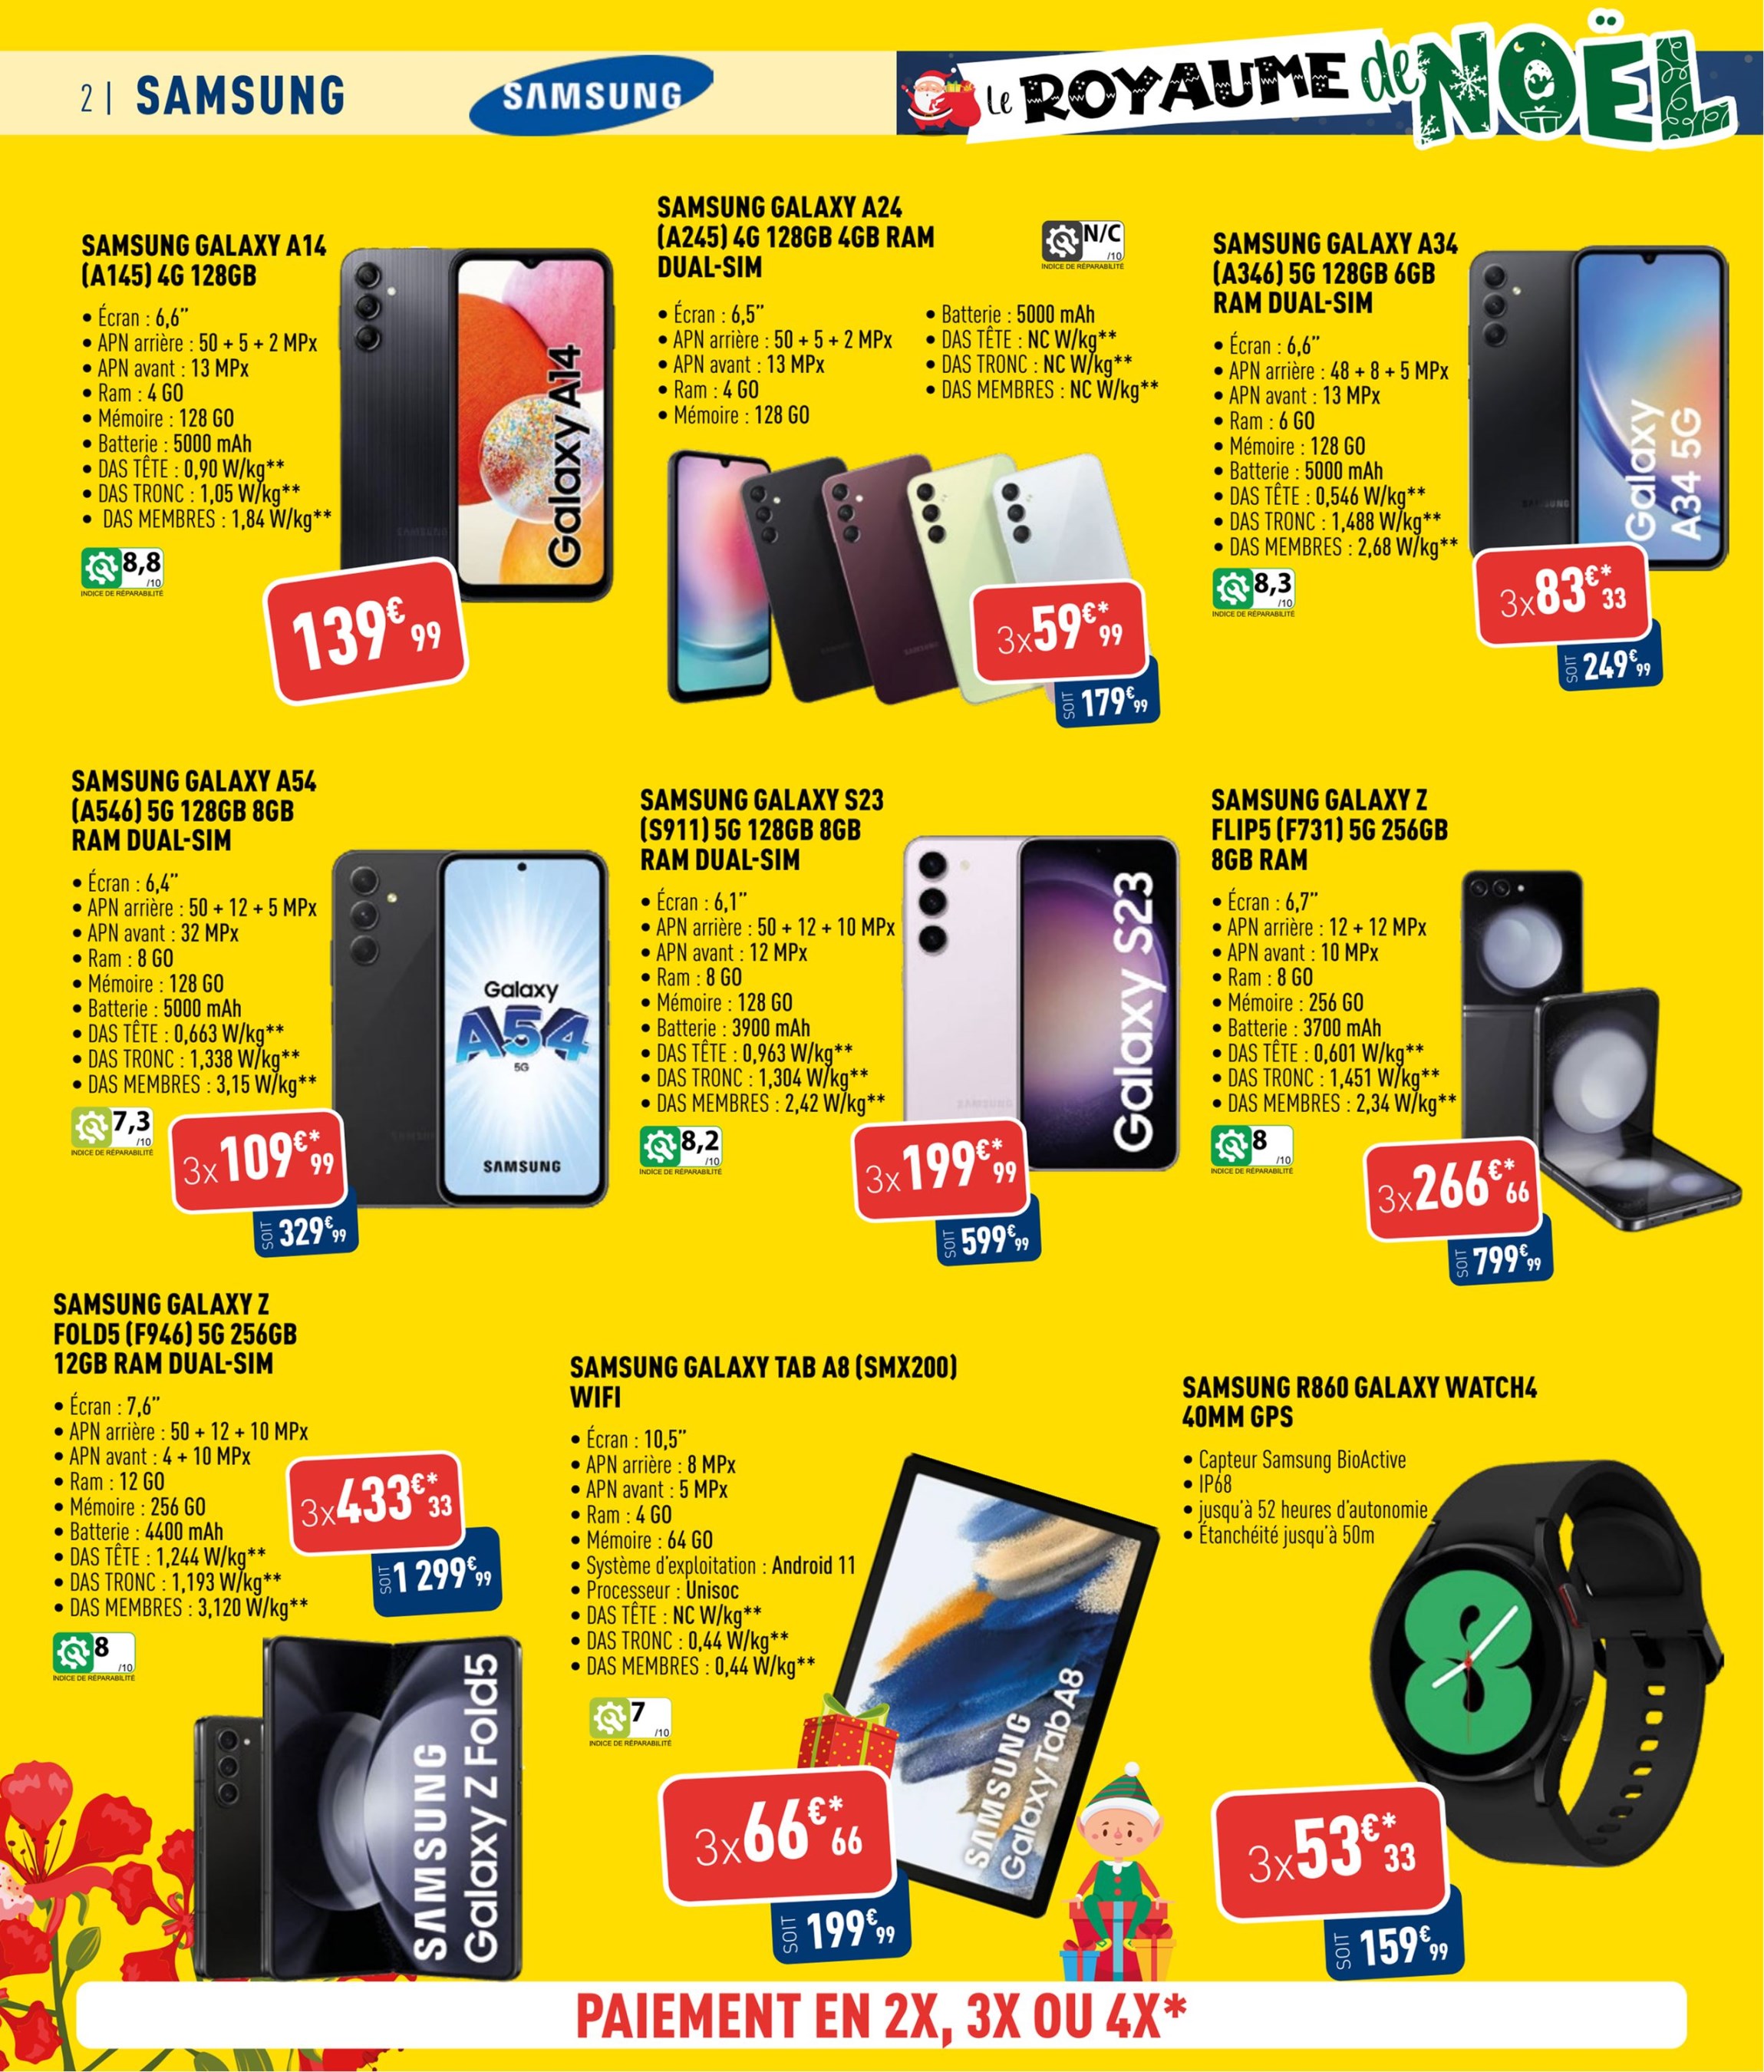 2 | SAMSUNG
SAMSUNG
Le ROYAUME de NOËL
SAMSUNG GALAXY A14
(A145) 4G 128GB
• Écran : 6,6”
• APN arrière : 50 + 5 + 2 MPx
• APN avant : 13 MPx
• Ram : 4 GO
• Mémoire : 128 GO
• Batterie : 5000 mAh
• DAS TÊTE : 0,90 W/kg**
• DAS TRONC : 1,05 W/kg**
• DAS MEMBRES : 1,84 W/kg**
8,8
/10
INDICE DE RÉPARABILITÉ
SAMSUNG
Galaxy A14
139€99
SAMSUNG GALAXY A24
(A245) 4G 128GB 4GB RAM
DUAL-SIM
N/C
/10
INDICE DE RÉPARABILITÉ
• Écran : 6,5”
• APN arrière : 50 + 5 + 2 MPx
• APN avant : 13 MPx
• Ram : 4 GO
• Mémoire : 128 GO
• Batterie : 5000 mAh
• DAS TÊTE : NC W/kg**
• DAS TRONC : NC W/kg**
• DAS MEMBRES : NC W/kg**
SAMSUNG
SAMSUNG
3x59€*99
SOIT 179€99
SAMSUNG GALAXY A34
(A346) 5G 128GB 6GB
RAM DUAL-SIM
• Écran : 6,6”
• APN arrière : 48 + 8 + 5 MPx
• APN avant : 13 MPx
• Ram : 6 GO
• Mémoire : 128 GO
• Batterie : 5000 mAh
• DAS TÊTE : 0,546 W/kg**
• DAS TRONC : 1,488 W/kg**
• DAS MEMBRES : 2,68 W/kg**
8,3
/10
INDICE DE RÉPARABILITÉ
SAMSUNG
Galaxy
A34 5G
3x83€*33
SOIT 249€99
SAMSUNG GALAXY A54
(A546) 5G 128GB 8GB
RAM DUAL-SIM
• Écran : 6,4”
• APN arrière : 50 + 12 + 5 MPx
• APN avant : 32 MPx
• Ram : 8 GO
• Mémoire : 128 GO
• Batterie : 5000 mAh
• DAS TÊTE : 0,663 W/kg**
• DAS TRONC : 1,338 W/kg**
• DAS MEMBRES : 3,15 W/kg**
7,3
/10
INDICE DE RÉPARABILITÉ
SAMSUNG
Galaxy
A54
5G
SAMSUNG
3x109€*99
SOIT 329€99
SAMSUNG GALAXY S23
(S911) 5G 128GB 8GB
RAM DUAL-SIM
• Écran : 6,1”
• APN arrière : 50 + 12 + 10 MPx
• APN avant : 12 MPx
• Ram : 8 GO
• Mémoire : 128 GO
• Batterie : 3900 mAh
• DAS TÊTE : 0,963 W/kg**
• DAS TRONC : 1,304 W/kg**
• DAS MEMBRES : 2,42 W/kg**
8,2
/10
INDICE DE RÉPARABILITÉ
SAMSUNG
Galaxy S23
3x199€*99
SOIT 599€99
SAMSUNG GALAXY Z
FLIP5 (F731) 5G 256GB
8GB RAM
• Écran : 6,7”
• APN arrière : 12 + 12 MPx
• APN avant : 10 MPx
• Ram : 8 GO
• Mémoire : 256 GO
• Batterie : 3700 mAh
• DAS TÊTE : 0,601 W/kg**
• DAS TRONC : 1,451 W/kg**
• DAS MEMBRES : 2,34 W/kg**
8
/10
INDICE DE RÉPARABILITÉ
3x266€*66
SOIT 799€99
SAMSUNG GALAXY Z
FOLD5 (F946) 5G 256GB
12GB RAM DUAL-SIM
• Écran : 7,6”
• APN arrière : 50 + 12 + 10 MPx
• APN avant : 4 + 10 MPx
• Ram : 12 GO
• Mémoire : 256 GO
• Batterie : 4400 mAh
• DAS TÊTE : 1,244 W/kg**
• DAS TRONC : 1,193 W/kg**
• DAS MEMBRES : 3,120 W/kg**
8
/10
INDICE DE RÉPARABILITÉ
3x433€*33
SOIT 1 299€99
SAMSUNG
Galaxy Z Fold5
SAMSUNG GALAXY TAB A8 (SMX200)
WIFI
• Écran : 10,5”
• APN arrière : 8 MPx
• APN avant : 5 MPx
• Ram : 4 GO
• Mémoire : 64 GO
• Système d’exploitation : Android 11
• Processeur : Unisoc
• DAS TÊTE : NC W/kg**
• DAS TRONC : 0,44 W/kg**
• DAS MEMBRES : 0,44 W/kg**
7
/10
INDICE DE RÉPARABILITÉ
SAMSUNG
Galaxy Tab A8
3x66€*66
SOIT 199€99
SAMSUNG R860 GALAXY WATCH4
40MM GPS
• Capteur Samsung BioActive
• IP68
• jusqu’à 52 heures d’autonomie
• Étanchéité jusqu’à 50m
3x53€*33
SOIT 159€99
PAIEMENT EN 2X, 3X OU 4X*